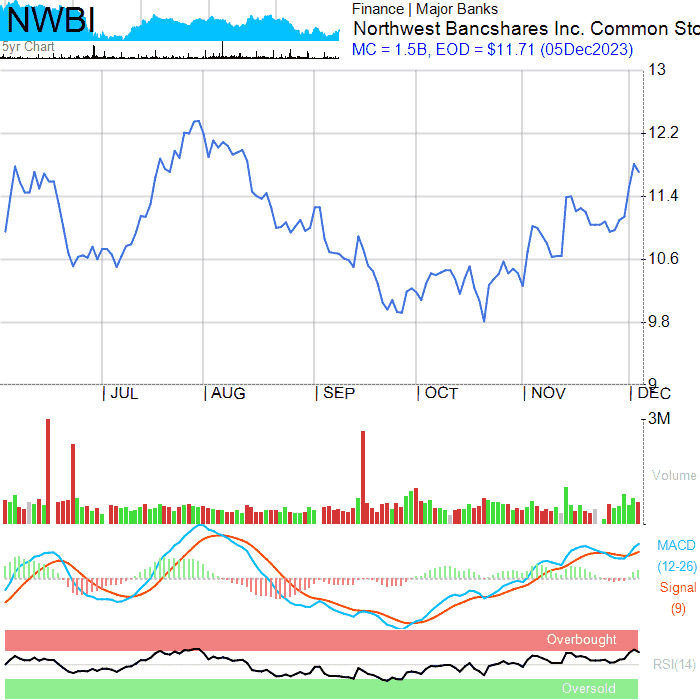 NWBI
5yr Chart
Finance | Major Banks
Northwest Bancshares Inc. Common Sto
MC = 1.5B, EOD = $11.71 (05Dec2023)
13
12.2
11.4
10.6
9.8
9
| JUL | AUG | SEP | OCT | NOV | DEC
3M
Volume
MACD
(12-26)
Signal
(9)
Overbought
RSI(14)
Oversold